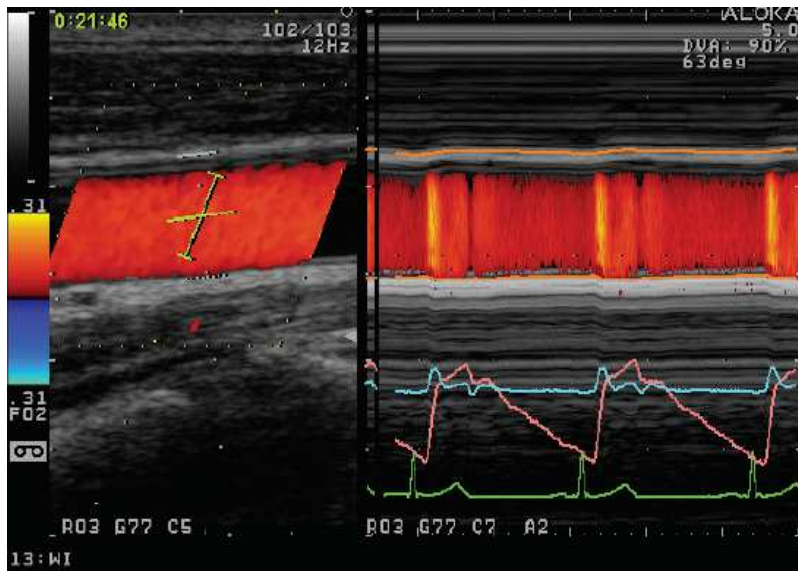 0:21:46
102/103
12Hz
ALOKA
5.0
DVA: 90%
63deg
.31
.31
F02
R03 G77 C5
R03 G77 C7 A2
13:WI